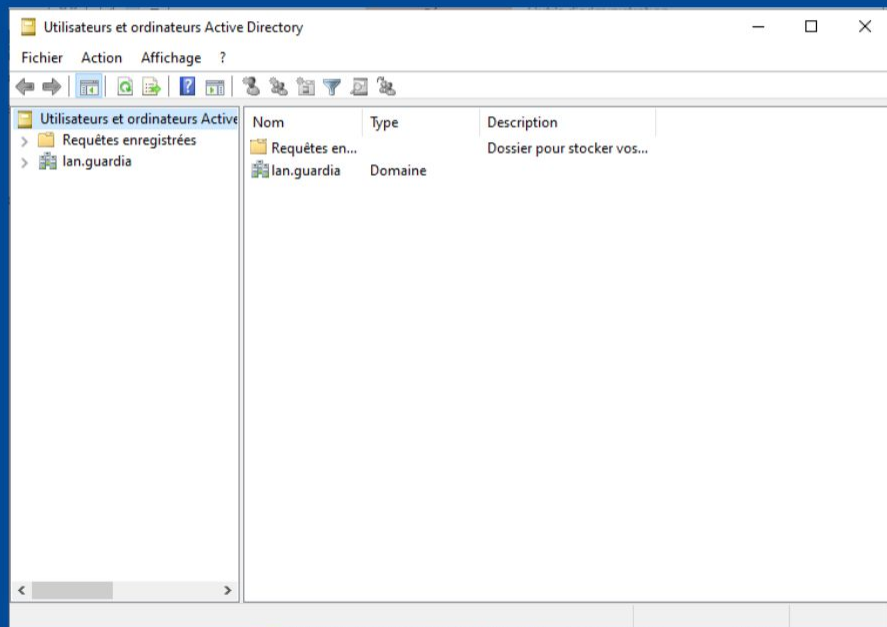 Utilisateurs et ordinateurs Active Directory
Fichier Action Affichage ?
Utilisateurs et ordinateurs Active
Requêtes enregistrées
lan.guardia
Nom Type Description
Requêtes en... Dossier pour stocker vos...
lan.guardia Domaine